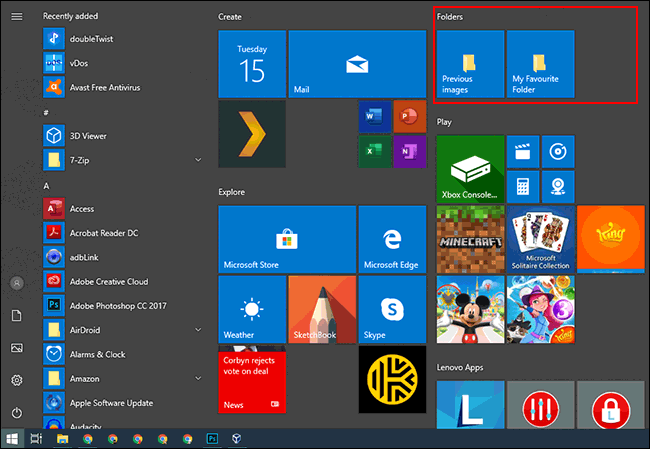 Recently added
doubleTwist
vDos
Avast Free Antivirus
#
3D Viewer
7-Zip
A
Access
Acrobat Reader DC
adbLink
Adobe Creative Cloud
Adobe Photoshop CC 2017
AirDroid
Alarms & Clock
Amazon
Apple Software Update
Audacity
Create
Tuesday
15
Mail
Explore
Microsoft Store
Microsoft Edge
Weather
SketchBook
Skype
Corbyn rejects
vote on deal
News
Folders
Previous
images
My Favourite
Folder
Play
Xbox Console...
MINECRAFT
Microsoft
Solitaire Collection
King
3
Lenovo Apps
L